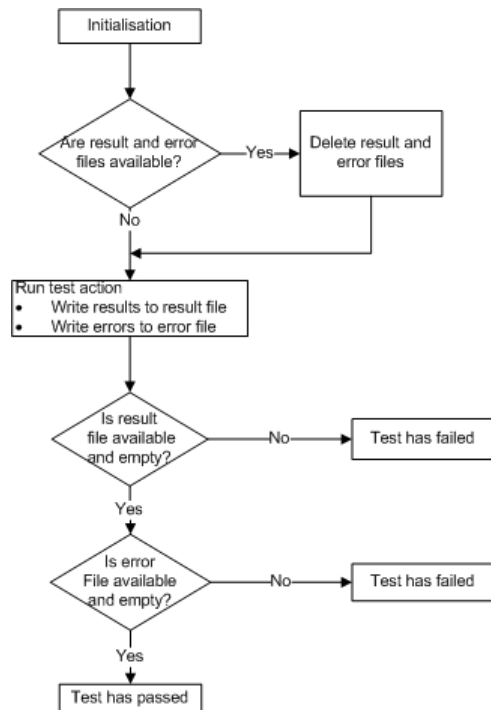 Initialisation
Are result and error
files available?
Yes
Delete result and
error files
No
Run test action
• Write results to result file
• Write errors to error file
Is result
file available
and empty?
No
Test has failed
Yes
Is error
File available
and empty?
No
Test has failed
Yes
Test has passed